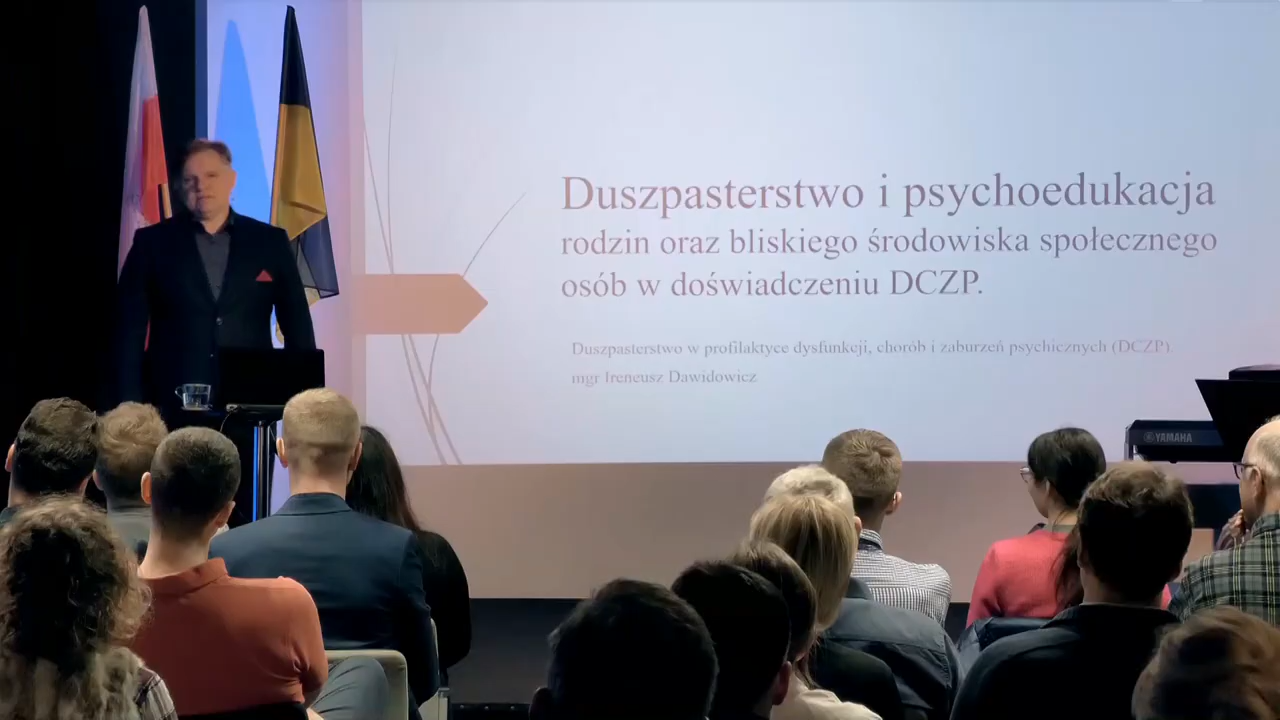 Duszpasterstwo i psychoedukacja
rodzin oraz bliskiego środowiska społecznego
osób w doświadczeniu DCZP.
Duszpasterstwo w profilaktyce dysfunkcji, chorób i zaburzeń psychicznych (DCZP).
mgr Ireneusz Dawidowicz
YAMAHA